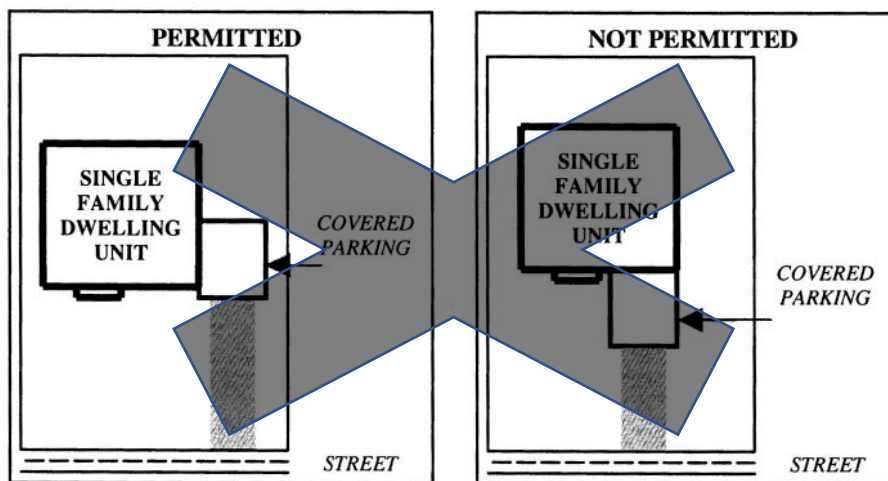 PERMITTED
SINGLE
FAMILY
DWELLING
UNIT
COVERED
PARKING
STREET
NOT PERMITTED
SINGLE
FAMILY
DWELLING
UNIT
COVERED
PARKING
STREET